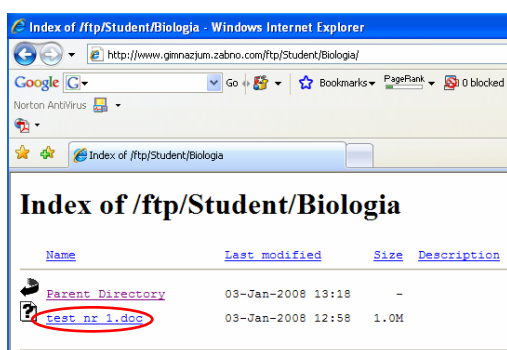 Index of /ftp/Student/Biologia - Windows Internet Explorer
http://www.gimnazjum.zabno.com/ftp/Student/Biologia/
Google G Go Bookmarks PageRank 0 blocked
Norton AntiVirus
Index of /ftp/Student/Biologia
Index of /ftp/Student/Biologia
Name Last modified Size Description
Parent Directory 03-Jan-2008 13:18 -
test nr 1.doc 03-Jan-2008 12:58 1.0M